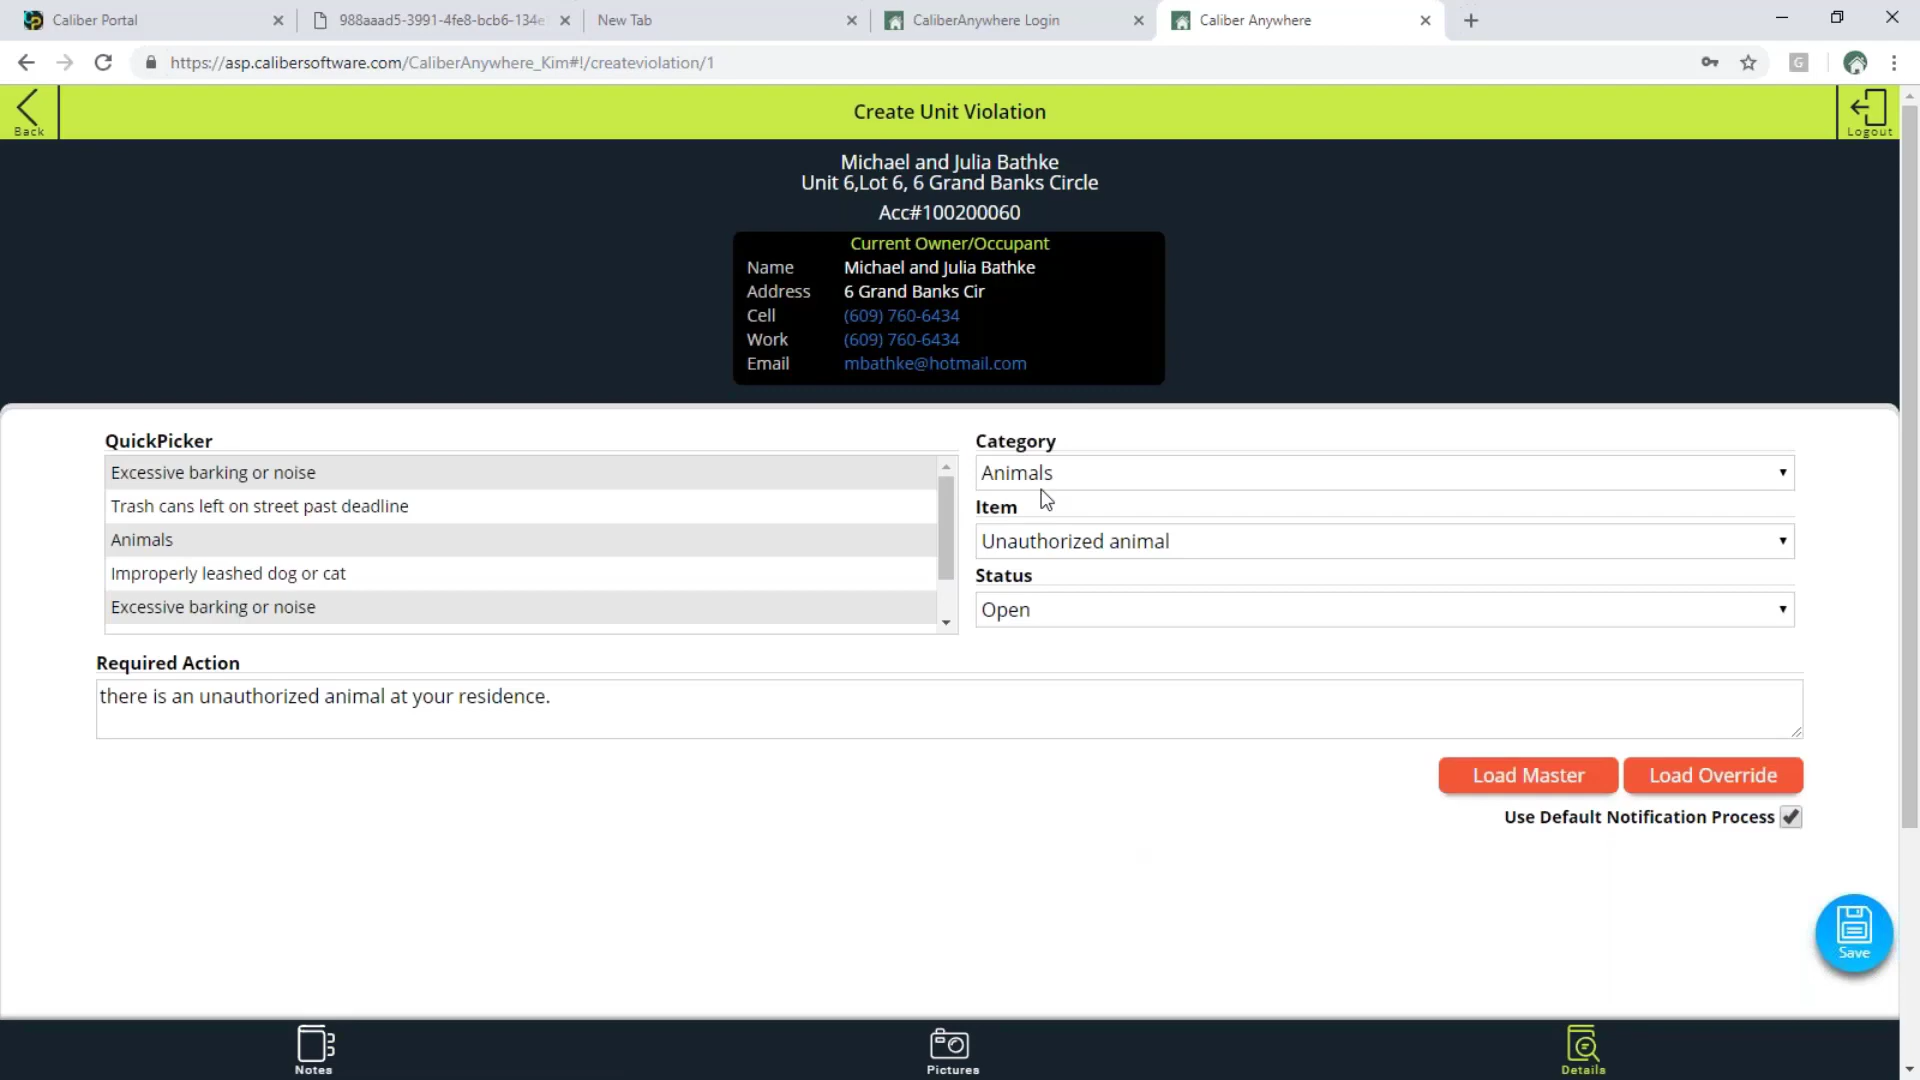 Caliber Portal
988aaad5-3991-4fe8-bcb6-134e
New Tab
CaliberAnywhere Login
Caliber Anywhere
https://asp.calibersoftware.com/CaliberAnywhere_Kim#!/createviolation/1
G
Back
Create Unit Violation
Logout
Michael and Julia Bathke
Unit 6,Lot 6, 6 Grand Banks Circle
Acc#100200060
Current Owner/Occupant
Name Michael and Julia Bathke
Address 6 Grand Banks Cir
Cell (609) 760-6434
Work (609) 760-6434
Email mbathke@hotmail.com
QuickPicker
Excessive barking or noise
Trash cans left on street past deadline
Animals
Improperly leashed dog or cat
Excessive barking or noise
Category
Animals
Item
Unauthorized animal
Status
Open
Required Action
there is an unauthorized animal at your residence.
Load Master
Load Override
Use Default Notification Process
Save
Notes
Pictures
Details